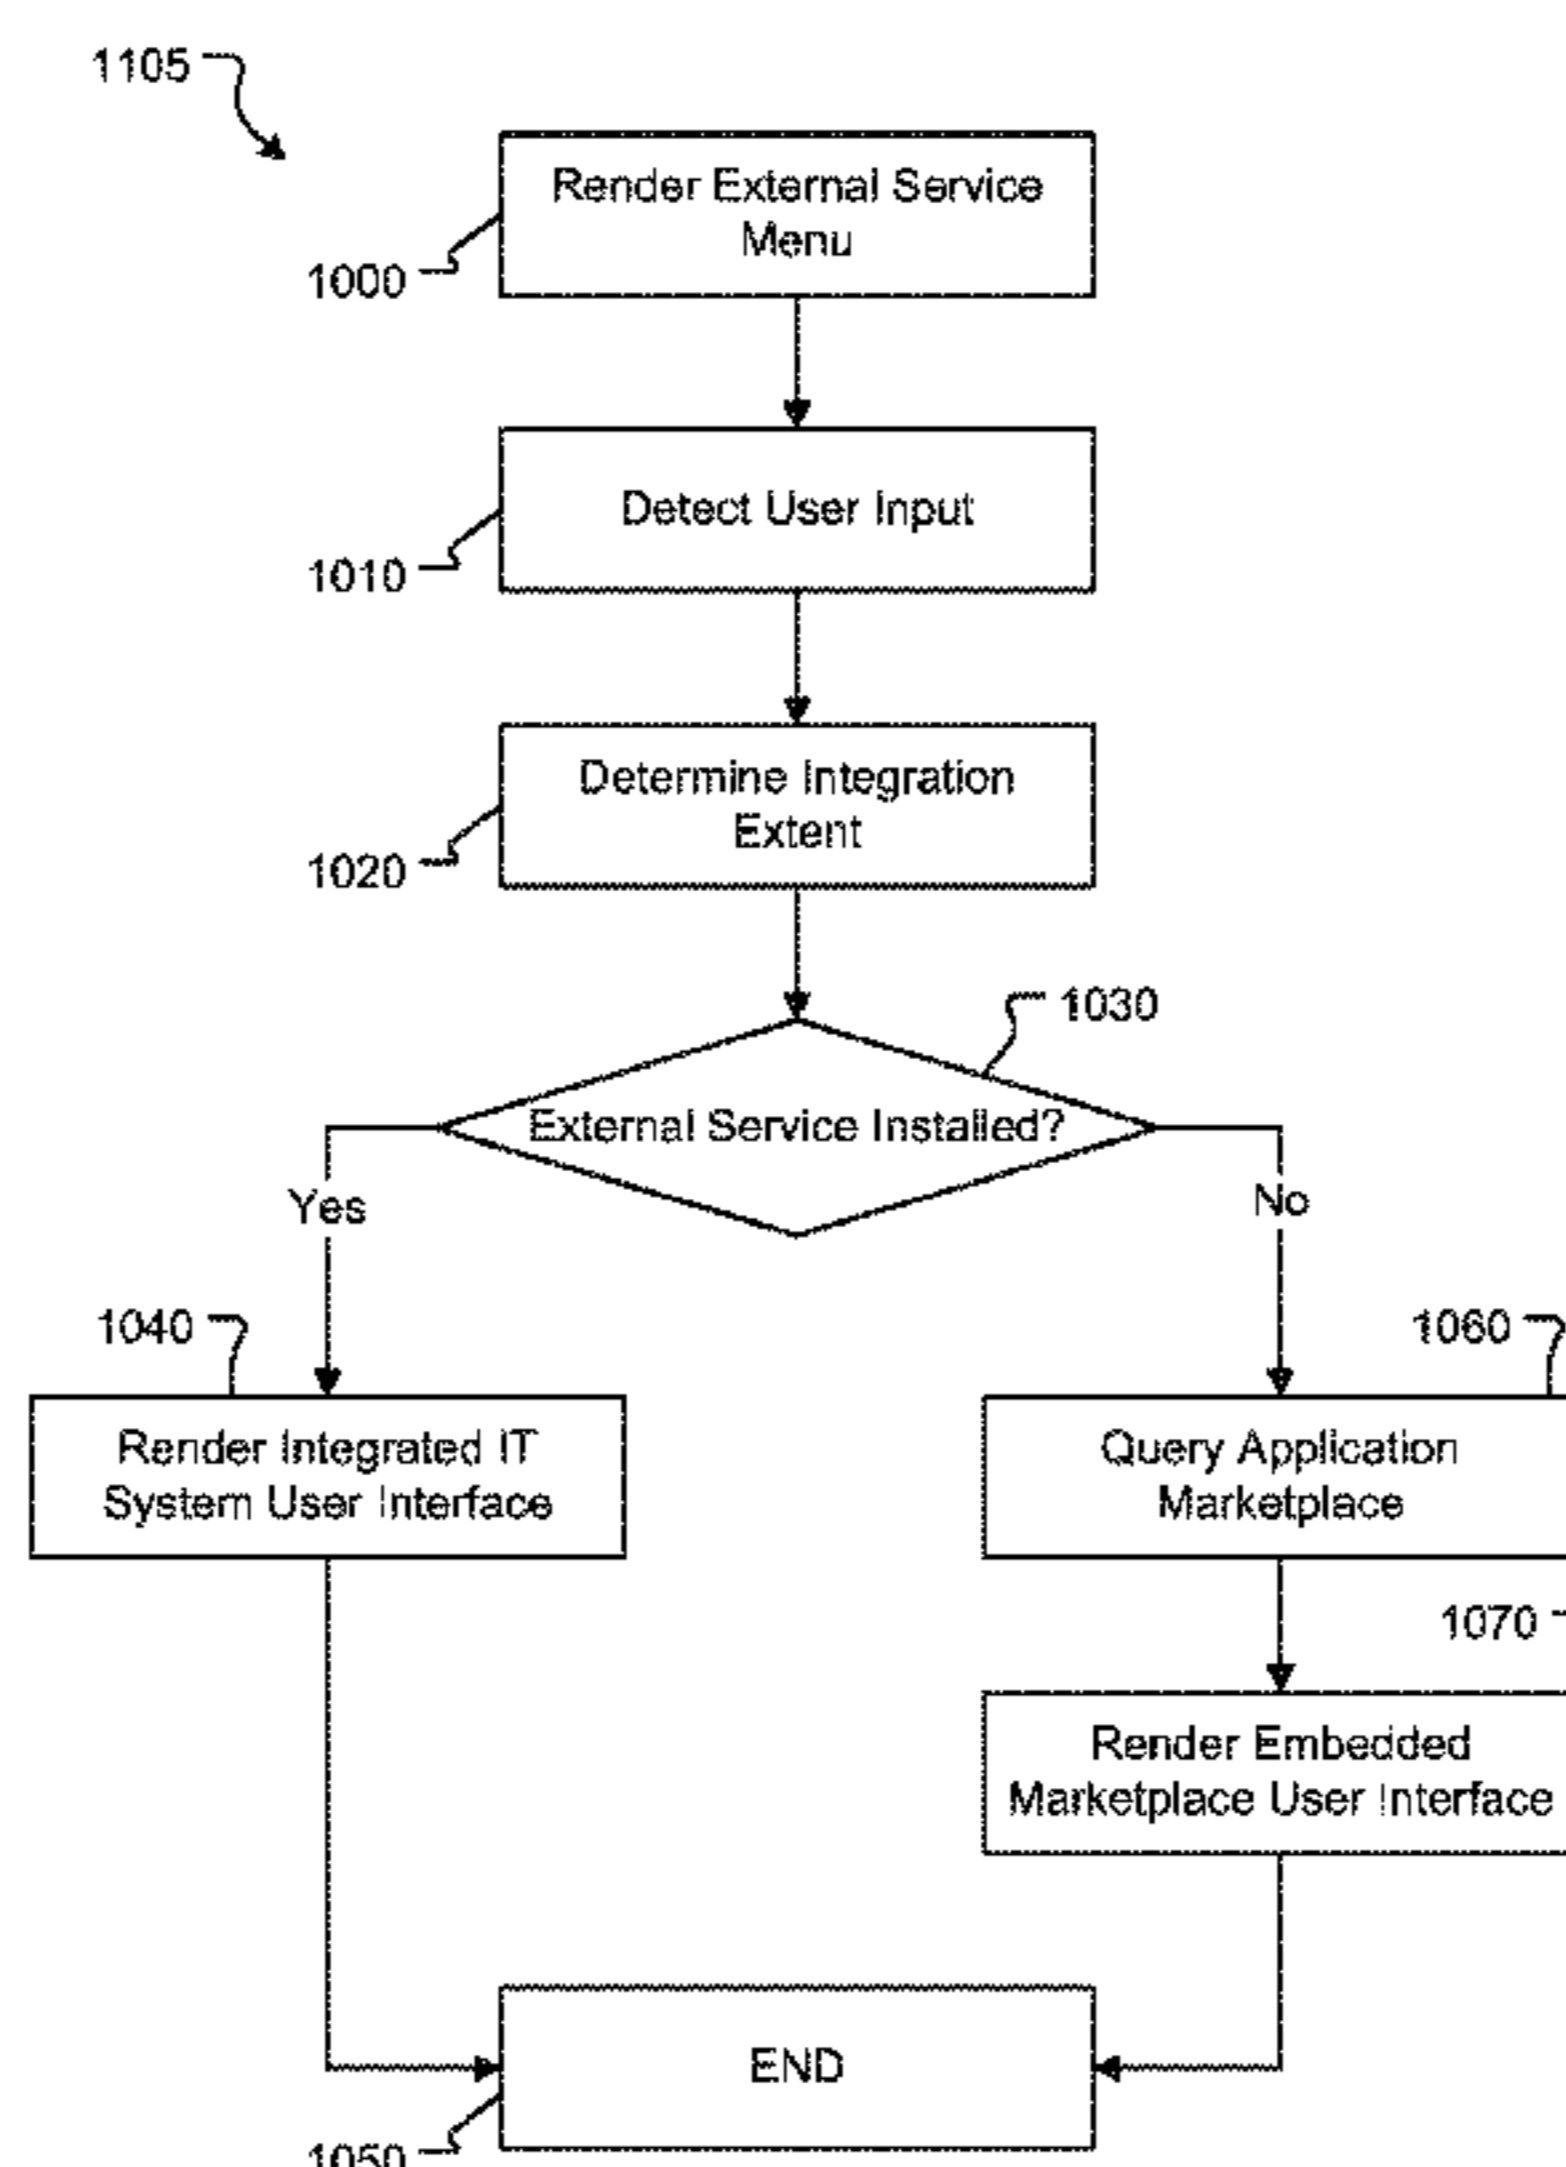 1105
Render External Service
Menu
1000
Detect User Input
1010
Determine Integration
Extent
1020
1030
External Service Installed?
Yes
No
1040
1060
Render Integrated IT
System User Interface
Query Application
Marketplace
1070
Render Embedded
Marketplace User Interface
END
1050